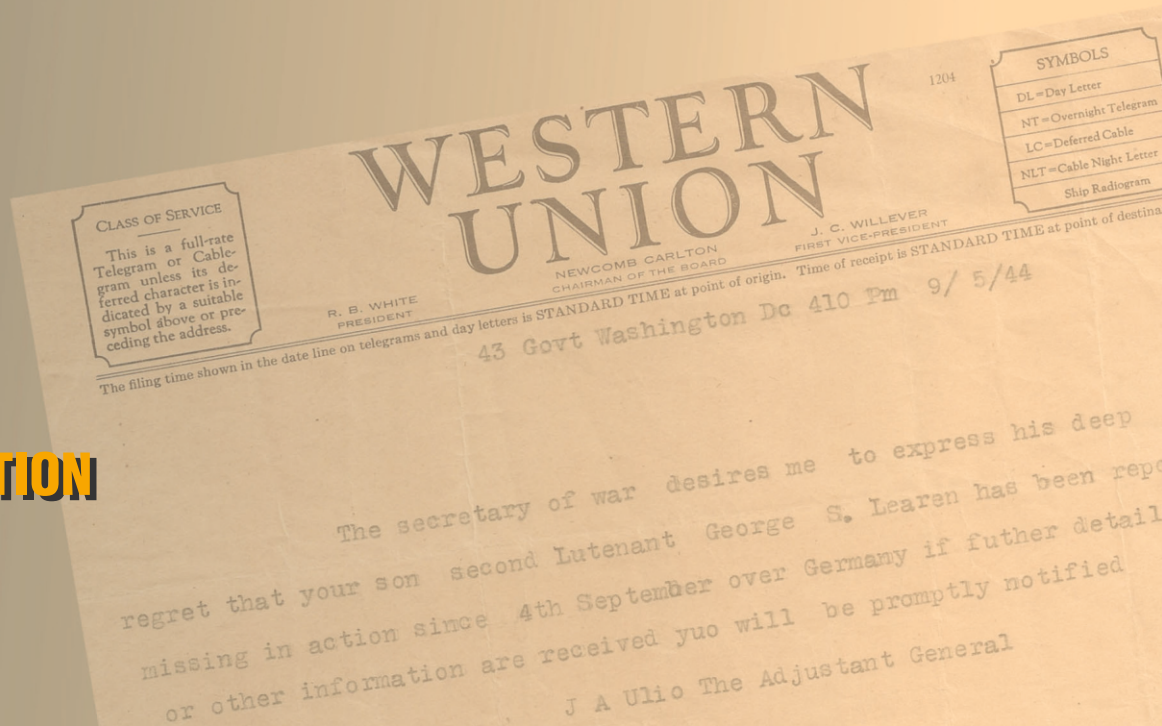 WESTERN
UNION
1204
SYMBOLS
DL=Day Letter
NT=Overnight Telegram
LC=Deferred Cable
NLT=Cable Night Letter
Ship Radiogram
CLASS OF SERVICE
This is a full-rate
Telegram or Cable-
gram unless its de-
ferred character is in-
dicated by a suitable
symbol above or pre-
ceding the address.
R. B. WHITE
PRESIDENT
NEWCOMB CARLTON
CHAIRMAN OF THE BOARD
J. C. WILLEVER
FIRST VICE-PRESIDENT
The filing time shown in the date line on telegrams and day letters is STANDARD TIME at point of origin. Time of receipt is STANDARD TIME at point of destina
43 Govt Washington Dc 410 Pm 9/ 5/44
TION
The secretary of war desires me to express his deep
regret that your son second Lutenant George S. Learen has been repo
missing in action since 4th September over Germany if futher detail
or other information are received yuo will be promptly notified
J A Ulio The Adjustant General